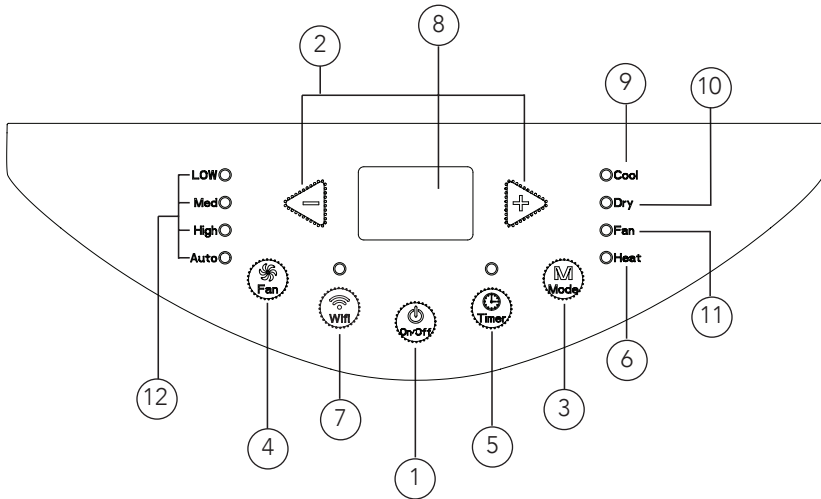 2
8
9
10
LOW
Med
High
Auto
−
+
Cool
Dry
Fan
Heat
Fan
Wifi
On/Off
Timer
M
Mode
12
4
7
1
5
3
6
11